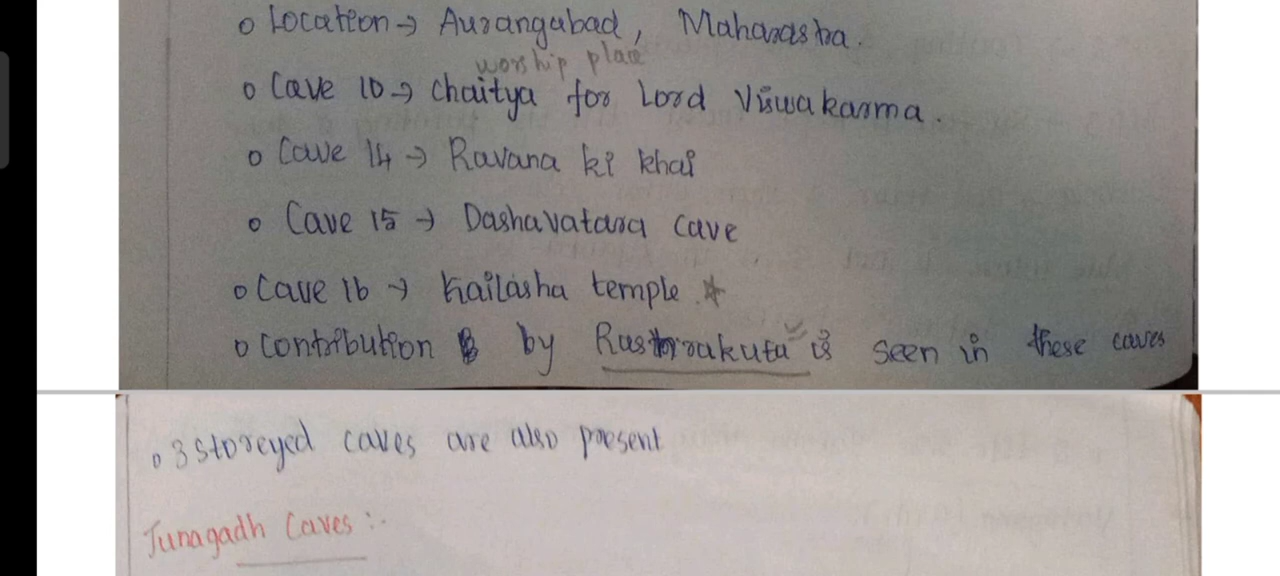 o Location → Aurangabad, Maharastra.
worship place
o Cave 10 → Chaitya for Lord Viswakarma.
o Cave 14 → Ravana ki khai
o Cave 15 → Dashavatara Cave
o Cave 16 → Kailasha temple ☆
o Contribution by Rastrrakuta is seen in these caves
o 3 storeyed caves are also present
Junagadh Caves :-